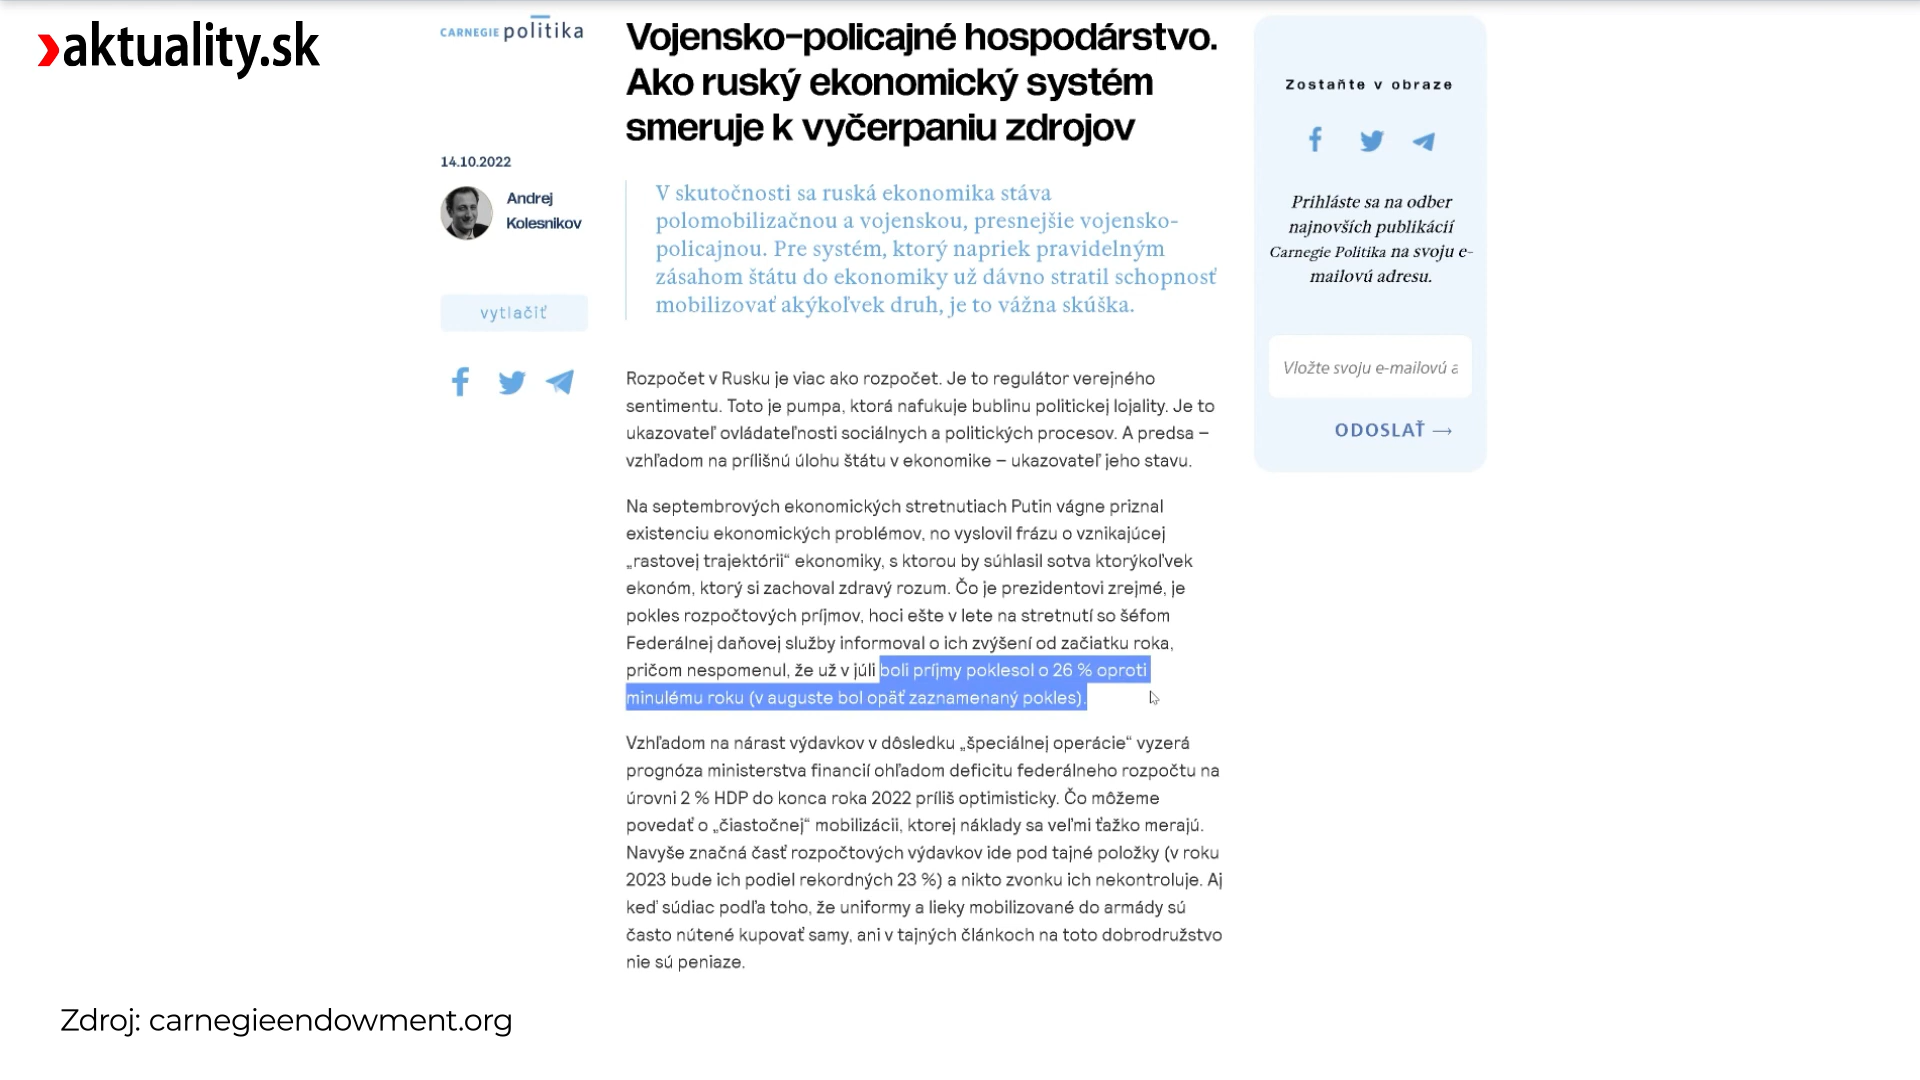 aktuality.sk
CARNEGIE politika
14.10.2022
Andrej
Kolesnikov
vytlačiť
Vojensko-policajné hospodárstvo.
Ako ruský ekonomický systém
smeruje k vyčerpaniu zdrojov
V skutočnosti sa ruská ekonomika stáva
polomobilizačnou a vojenskou, presnejšie vojensko-
policajnou. Pre systém, ktorý napriek pravidelným
zásahom štátu do ekonomiky už dávno stratil schopnosť
mobilizovať akýkoľvek druh, je to vážna skúška.
Rozpočet v Rusku je viac ako rozpočet. Je to regulátor verejného
sentimentu. Toto je pumpa, ktorá nafukuje bublinu politickej lojality. Je to
ukazovateľ ovládateľnosti sociálnych a politických procesov. A predsa –
vzhľadom na prílišnú úlohu štátu v ekonomike – ukazovateľ jeho stavu.
Na septembrových ekonomických stretnutiach Putin vágne priznal
existenciu ekonomických problémov, no vyslovil frázu o vznikajúcej
„rastovej trajektórii“ ekonomiky, s ktorou by súhlasil sotva ktorýkoľvek
ekonóm, ktorý si zachoval zdravý rozum. Čo je prezidentovi zrejmé, je
pokles rozpočtových príjmov, hoci ešte v lete na stretnutí so šéfom
Federálnej daňovej služby informoval o ich zvýšení od začiatku roka,
pričom nespomenul, že už v júli boli príjmy poklesol o 26 % oproti
minulému roku (v auguste bol opäť zaznamenaný pokles).
Vzhľadom na nárast výdavkov v dôsledku „špeciálnej operácie“ vyzerá
prognóza ministerstva financií ohľadom deficitu federálneho rozpočtu na
úrovni 2 % HDP do konca roka 2022 príliš optimisticky. Čo môžeme
povedať o „čiastočnej“ mobilizácii, ktorej náklady sa veľmi ťažko merajú.
Navyše značná časť rozpočtových výdavkov ide pod tajné položky (v roku
2023 bude ich podiel rekordných 23 %) a nikto zvonku ich nekontroluje. Aj
keď súdiac podľa toho, že uniformy a lieky mobilizované do armády sú
často nútené kupovať samy, ani v tajných článkoch na toto dobrodružstvo
nie sú peniaze.
Zostaňte v obraze
Prihláste sa na odber
najnovších publikácií
Carnegie Politika na svoju e-
mailovú adresu.
Vložte svoju e-mailovú a
ODOSLAŤ →
Zdroj: carnegieendowment.org